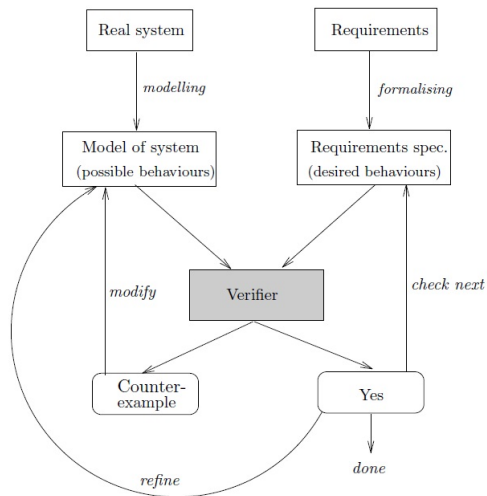 Real system
Requirements
modelling
formalising
Model of system
(possible behaviours)
Requirements spec.
(desired behaviours)
Verifier
modify
check next
Counter-
example
Yes
refine
done